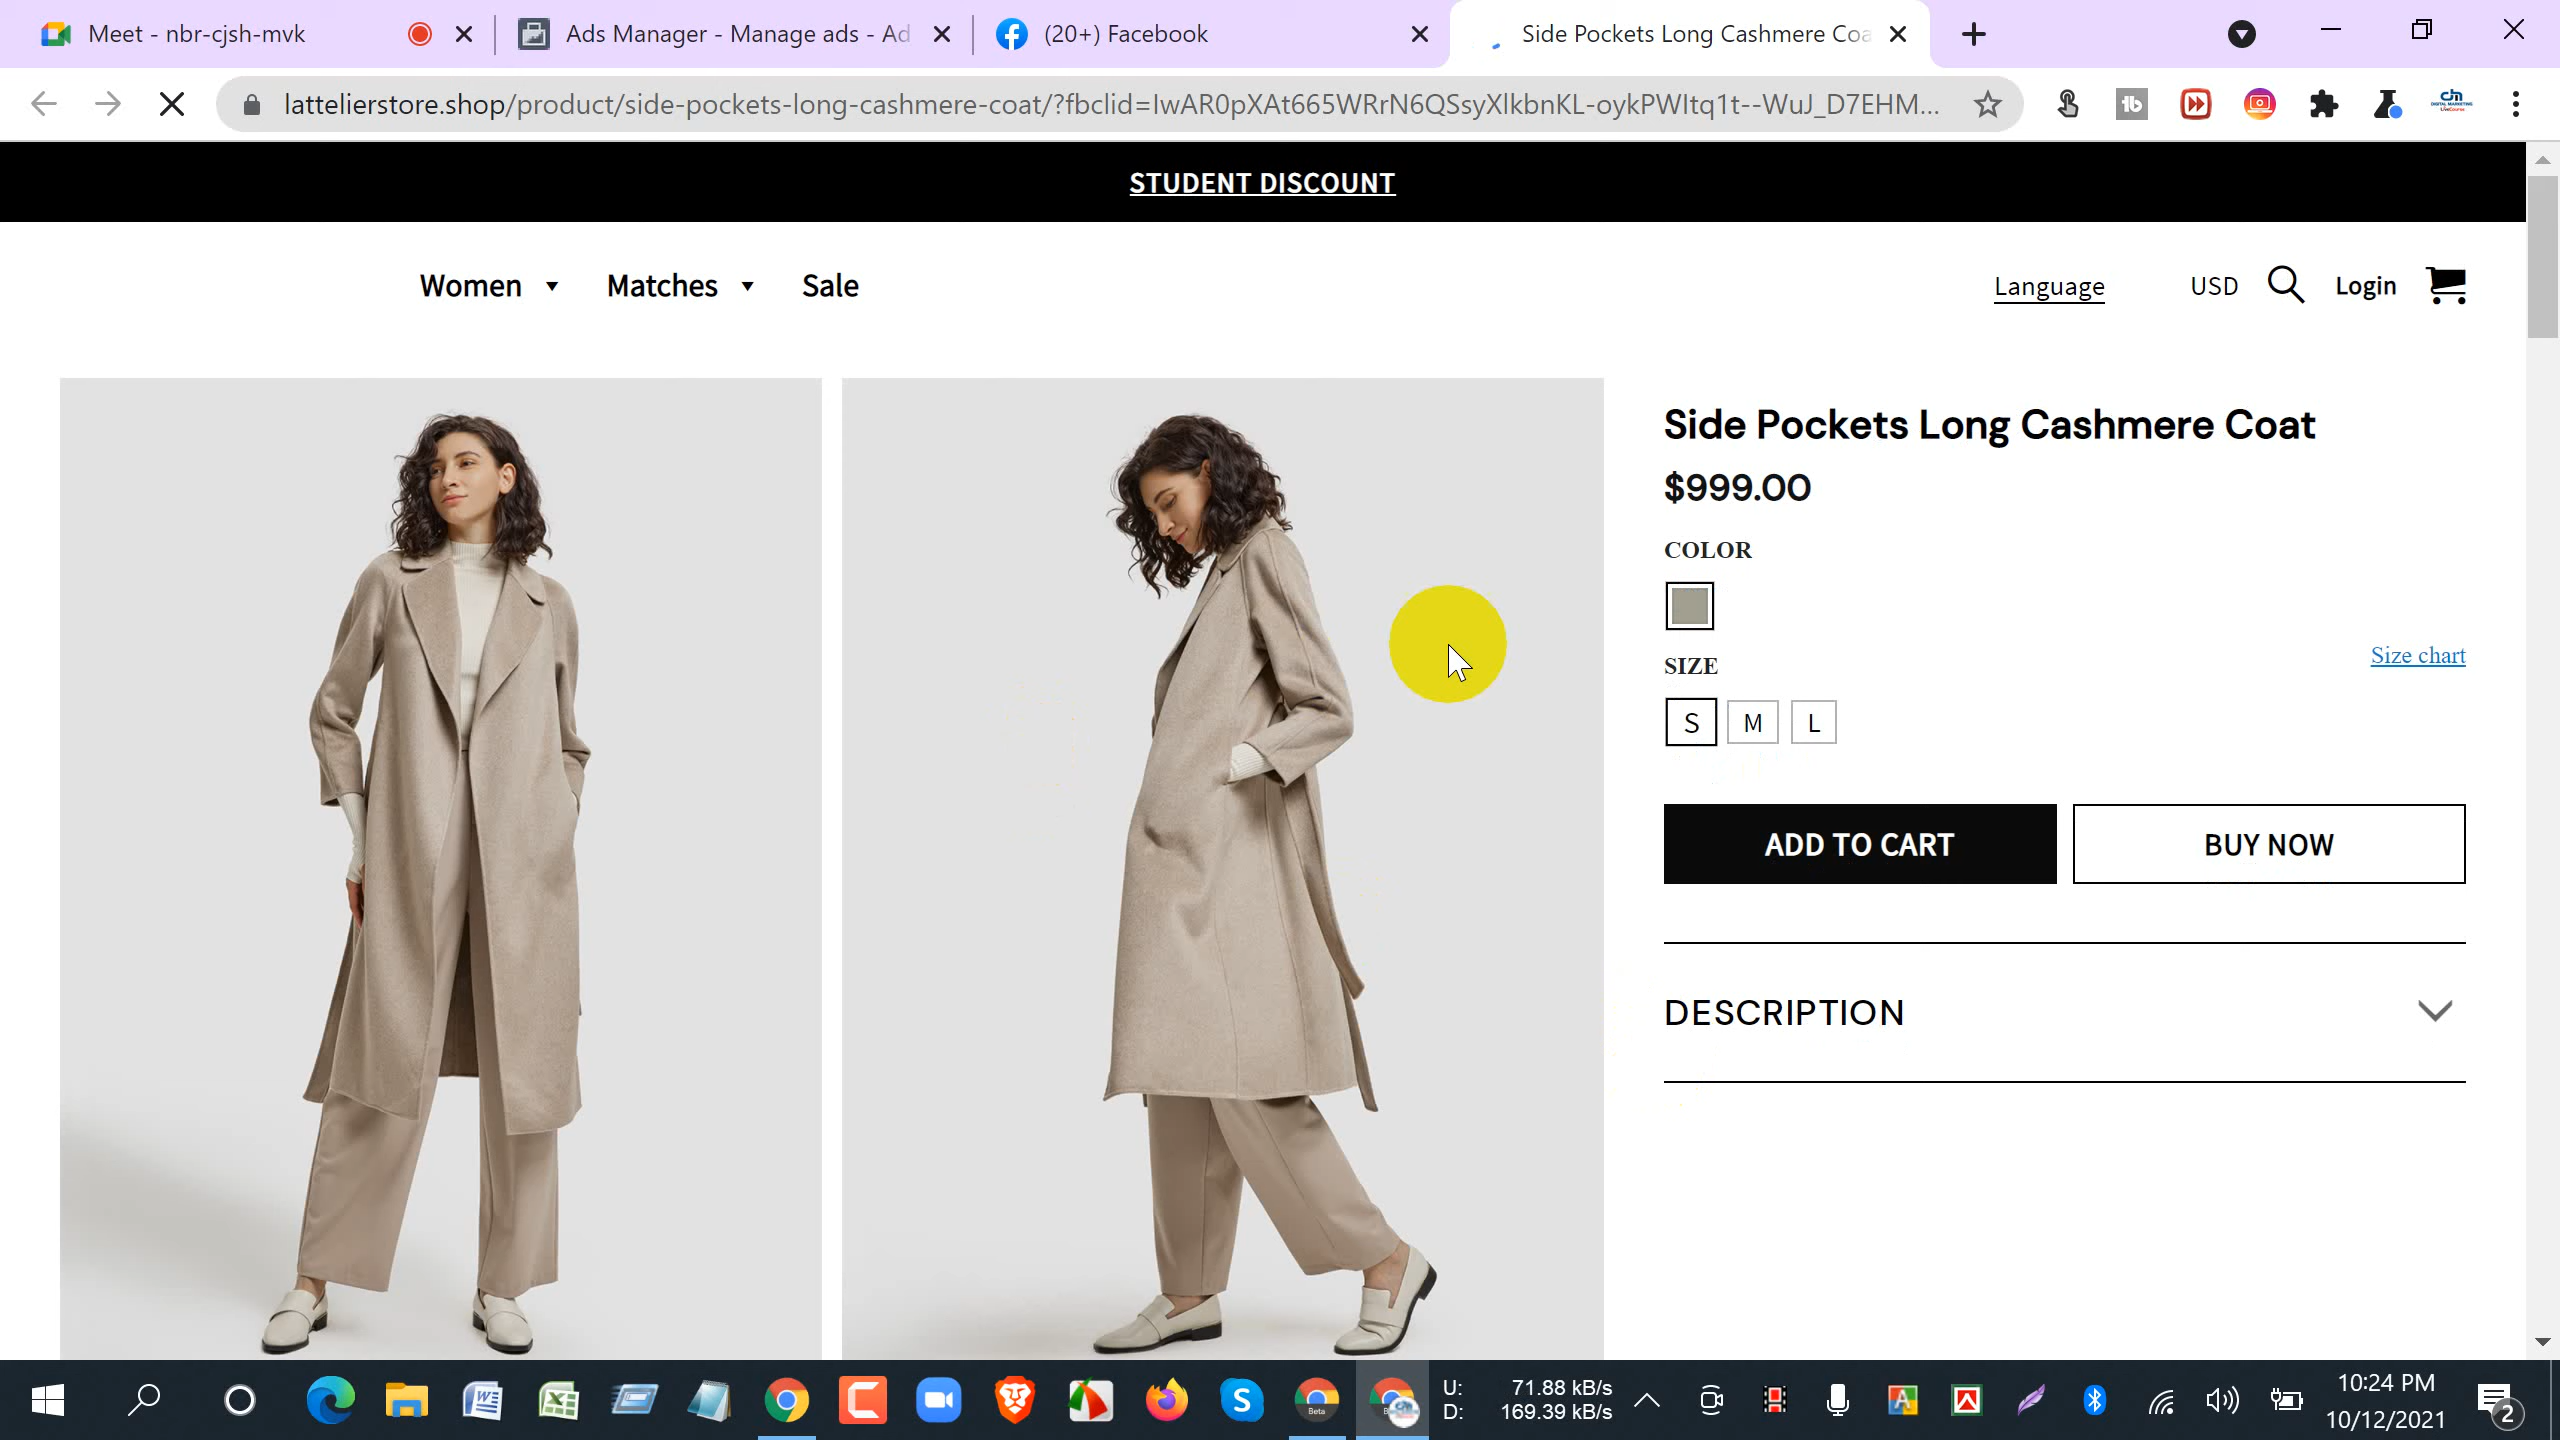 Meet - nbr-cjsh-mvk
Ads Manager - Manage ads - Ad
(20+) Facebook
Side Pockets Long Cashmere Coa
lattelierstore.shop/product/side-pockets-long-cashmere-coat/?fbclid=IwAR0pXAt665WRrN6QSsyXlkbnKL-oykPWItq1t--WuJ_D7EHM...
STUDENT DISCOUNT
Women Matches Sale
Language USD Login
Side Pockets Long Cashmere Coat
$999.00
COLOR
Size chart
SIZE
S M L
ADD TO CART BUY NOW
DESCRIPTION
U: 71.88 kB/s
D: 169.39 kB/s
10:24 PM
10/12/2021
2